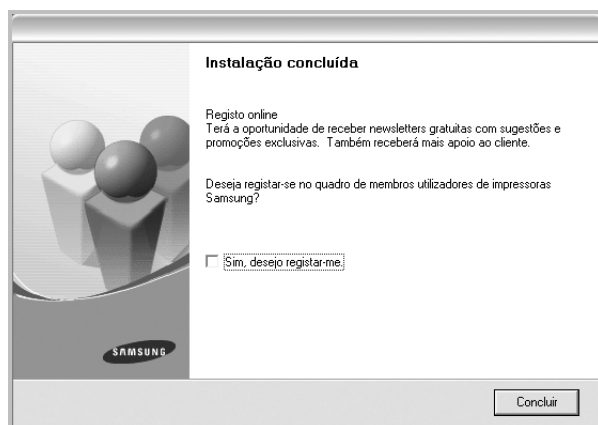 Instalação concluída
Registo online
Terá a oportunidade de receber newsletters gratuitas com sugestões e
promoções exclusivas. Também receberá mais apoio ao cliente.
Deseja registar-se no quadro de membros utilizadores de impressoras
Samsung?
Sim, desejo registar-me.
SAMSUNG
Concluir